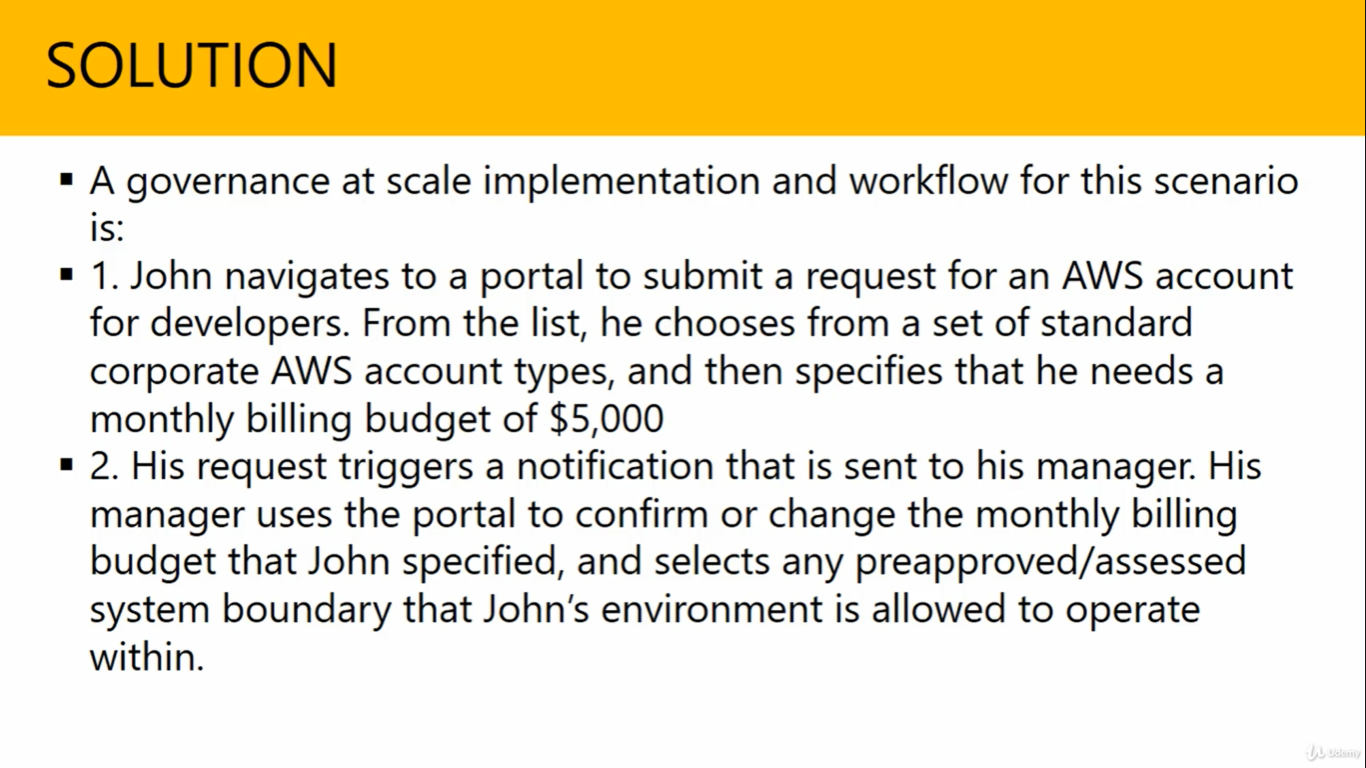 SOLUTION
▪ A governance at scale implementation and workflow for this scenario
is:
▪ 1. John navigates to a portal to submit a request for an AWS account
for developers. From the list, he chooses from a set of standard
corporate AWS account types, and then specifies that he needs a
monthly billing budget of $5,000
▪ 2. His request triggers a notification that is sent to his manager. His
manager uses the portal to confirm or change the monthly billing
budget that John specified, and selects any preapproved/assessed
system boundary that John’s environment is allowed to operate
within.
Udemy